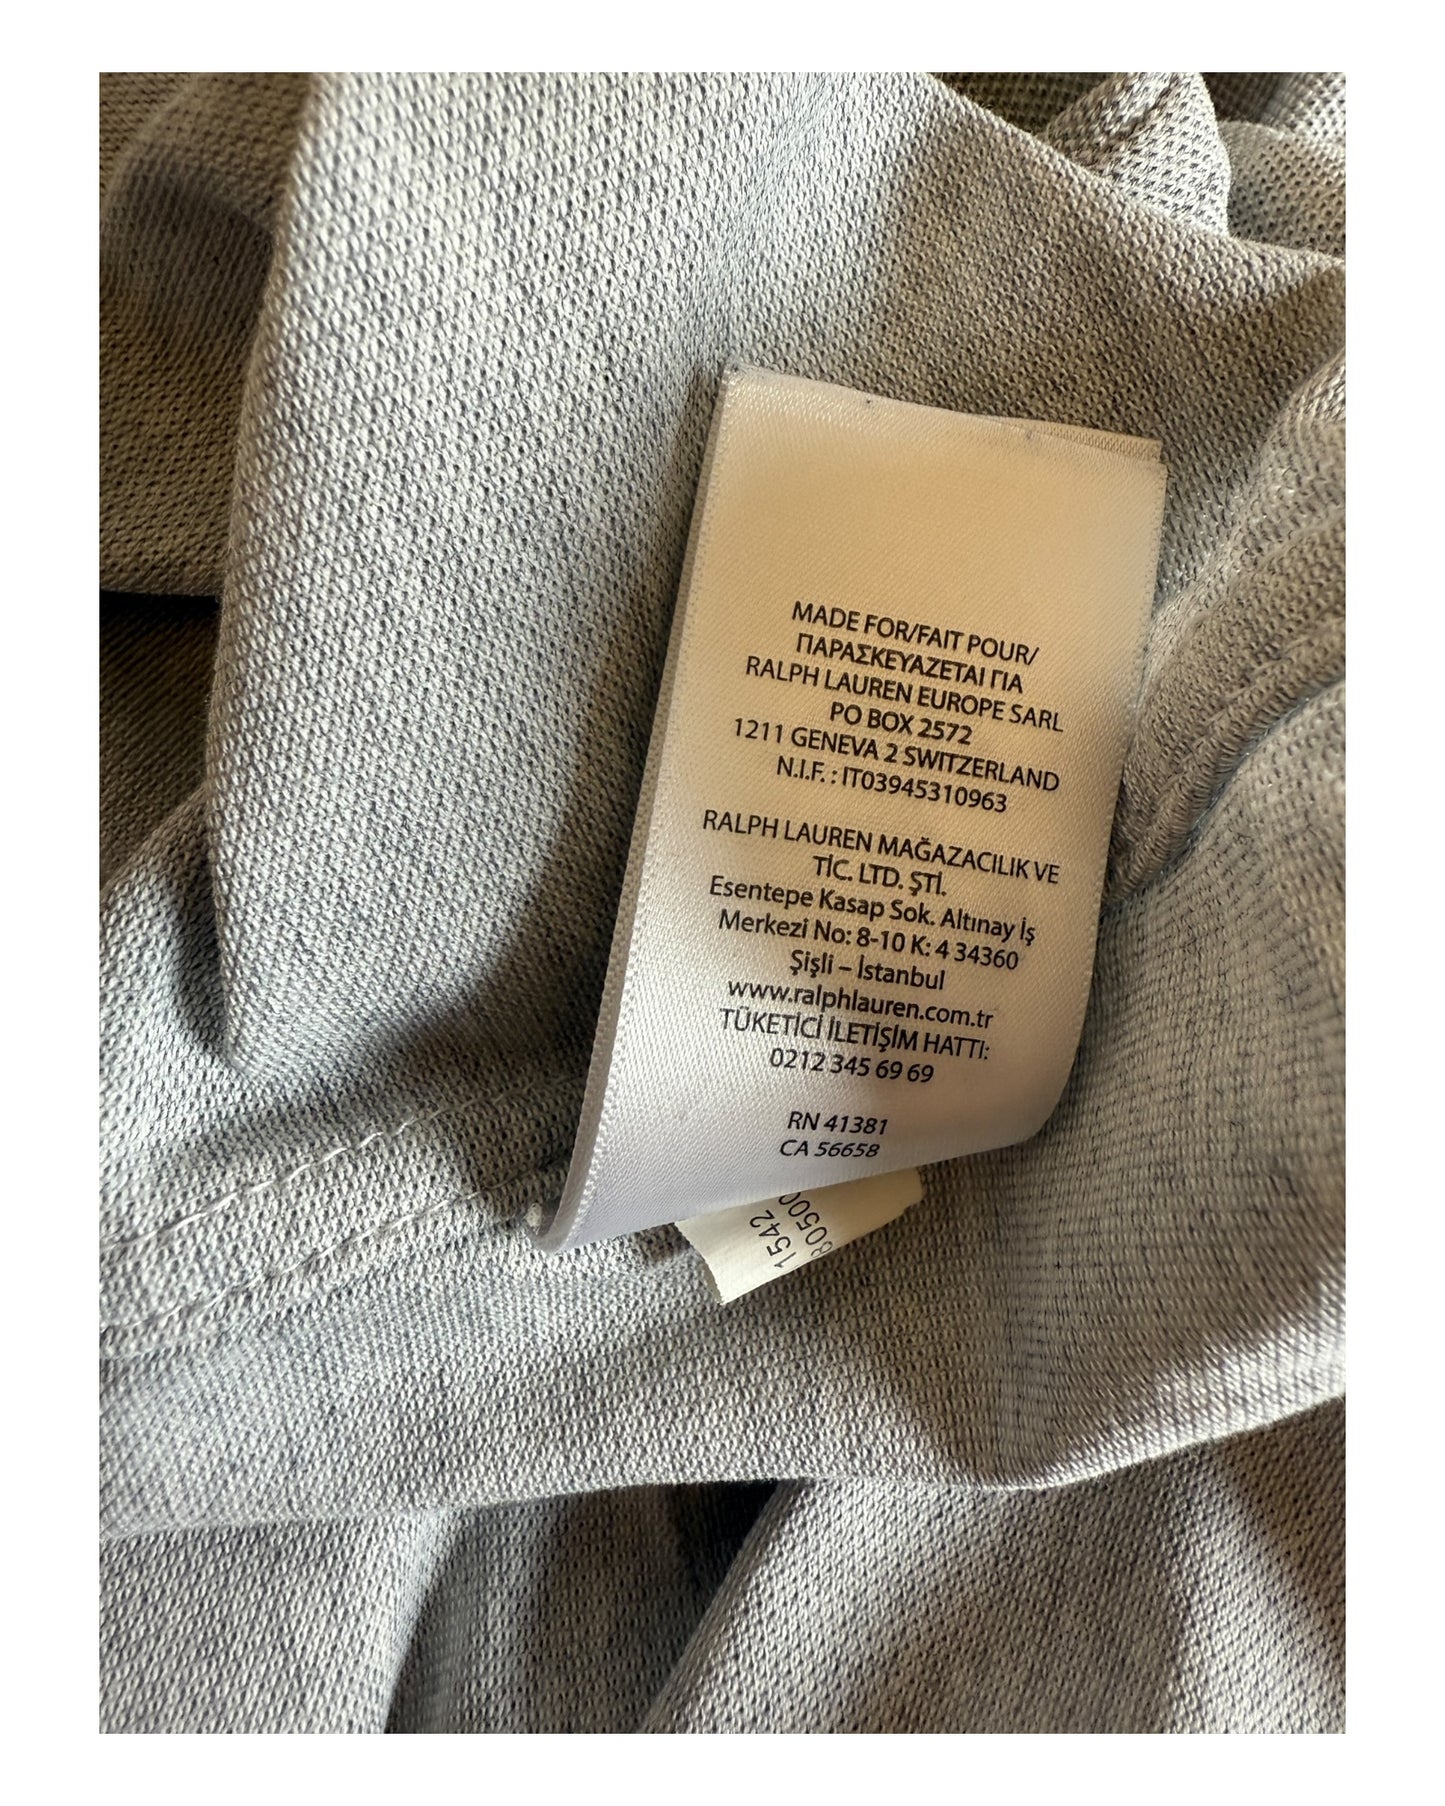 MADE FOR/FAIT POUR/
ΠΑΡΑΣΚΕΥΑΖΕΤΑΙ ΓΙΑ
RALPH LAUREN EUROPE SARL
PO BOX 2572
1211 GENEVA 2 SWITZERLAND
N.I.F. : IT03945310963
RALPH LAUREN MAĞAZACILIK VE
TİC. LTD. ŞTİ.
Esentepe Kasap Sok. Altınay İş
Merkezi No: 8-10 K: 4 34360
Şişli – İstanbul
www.ralphlauren.com.tr
TÜKETİCİ İLETİŞİM HATTI:
0212 345 69 69
RN 41381
CA 56658
1542